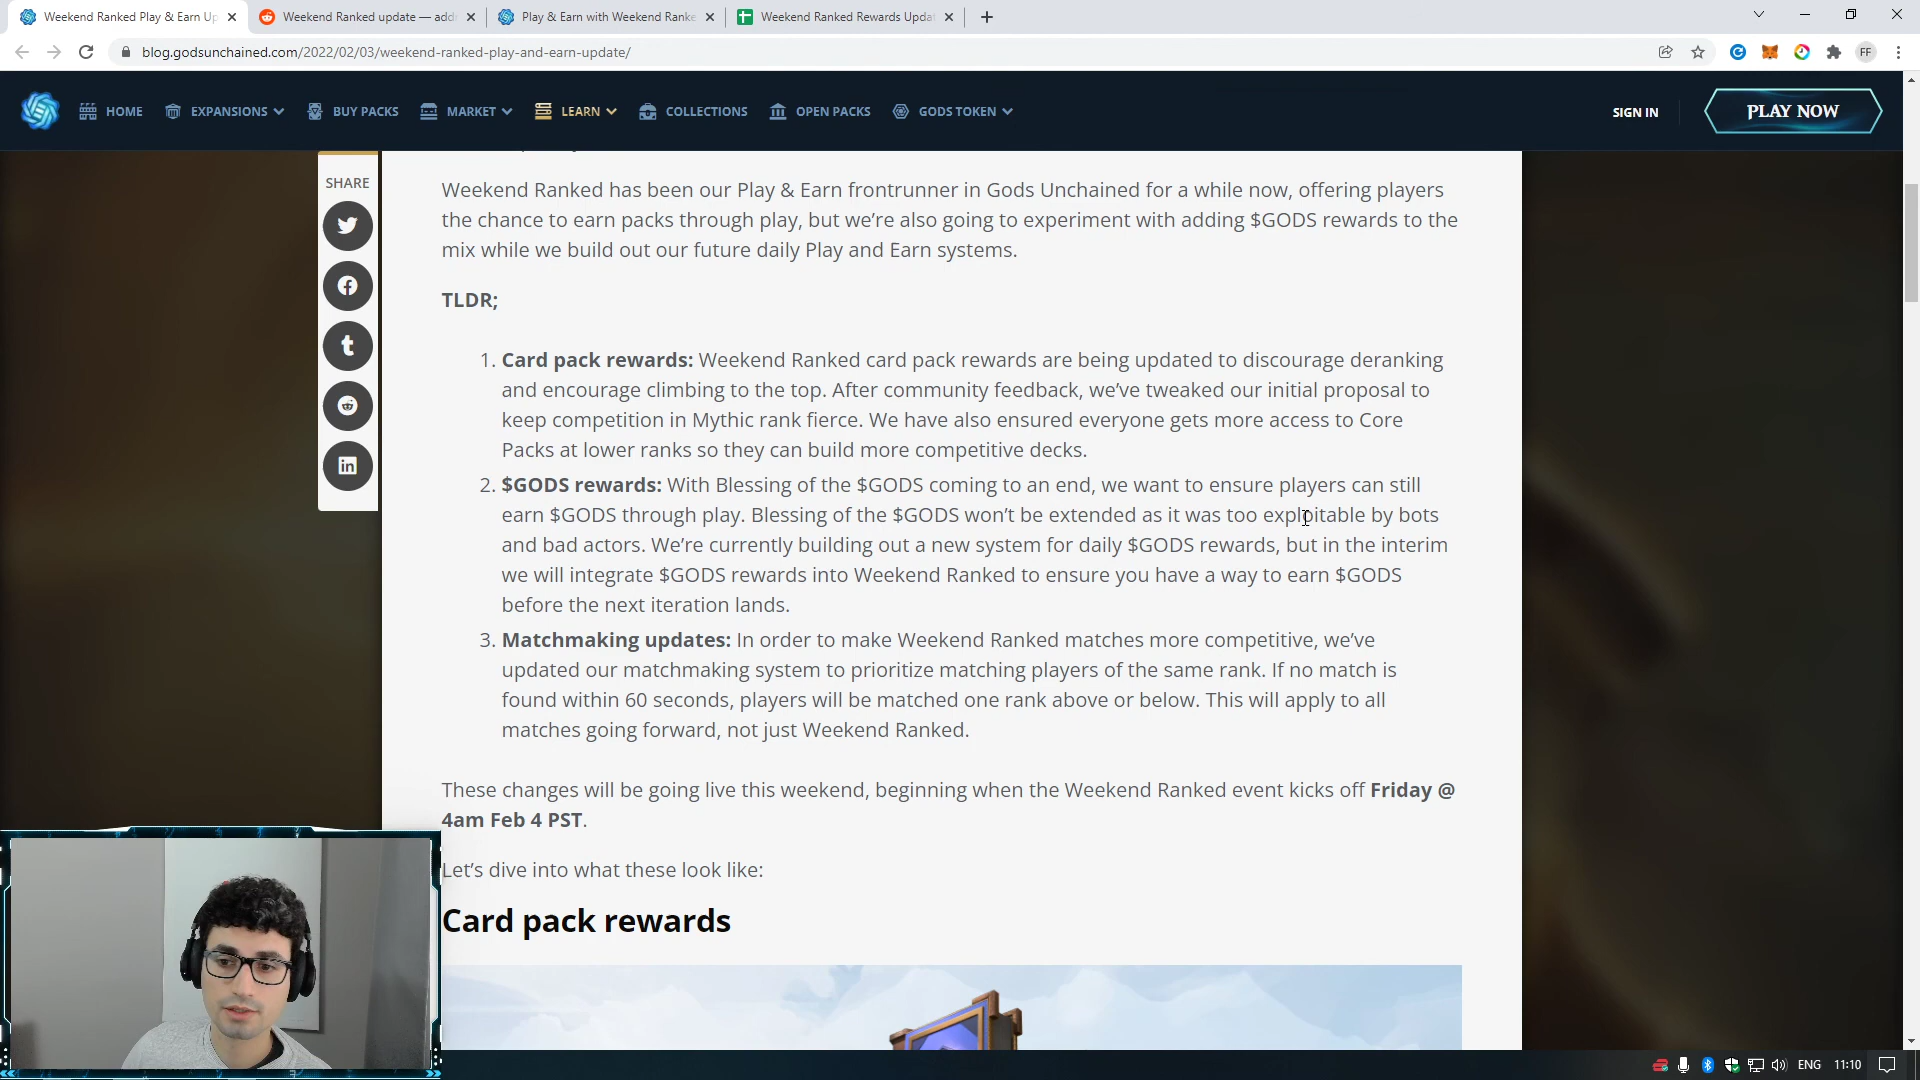 Weekend Ranked Play & Earn Up
Weekend Ranked update — add
Play & Earn with Weekend Ranke
Weekend Ranked Rewards Upda
blog.godsunchained.com/2022/02/03/weekend-ranked-play-and-earn-update/
FF
HOME
EXPANSIONS
BUY PACKS
MARKET
LEARN
COLLECTIONS
OPEN PACKS
GODS TOKEN
SIGN IN
PLAY NOW
SHARE
Weekend Ranked has been our Play & Earn frontrunner in Gods Unchained for a while now, offering players
the chance to earn packs through play, but we’re also going to experiment with adding $GODS rewards to the
mix while we build out our future daily Play and Earn systems.
TLDR;
1. Card pack rewards: Weekend Ranked card pack rewards are being updated to discourage deranking
and encourage climbing to the top. After community feedback, we’ve tweaked our initial proposal to
keep competition in Mythic rank fierce. We have also ensured everyone gets more access to Core
Packs at lower ranks so they can build more competitive decks.
2. $GODS rewards: With Blessing of the $GODS coming to an end, we want to ensure players can still
earn $GODS through play. Blessing of the $GODS won’t be extended as it was too exploitable by bots
and bad actors. We’re currently building out a new system for daily $GODS rewards, but in the interim
we will integrate $GODS rewards into Weekend Ranked to ensure you have a way to earn $GODS
before the next iteration lands.
3. Matchmaking updates: In order to make Weekend Ranked matches more competitive, we’ve
updated our matchmaking system to prioritize matching players of the same rank. If no match is
found within 60 seconds, players will be matched one rank above or below. This will apply to all
matches going forward, not just Weekend Ranked.
These changes will be going live this weekend, beginning when the Weekend Ranked event kicks off Friday @
4am Feb 4 PST.
Let’s dive into what these look like:
Card pack rewards
ENG
11:10